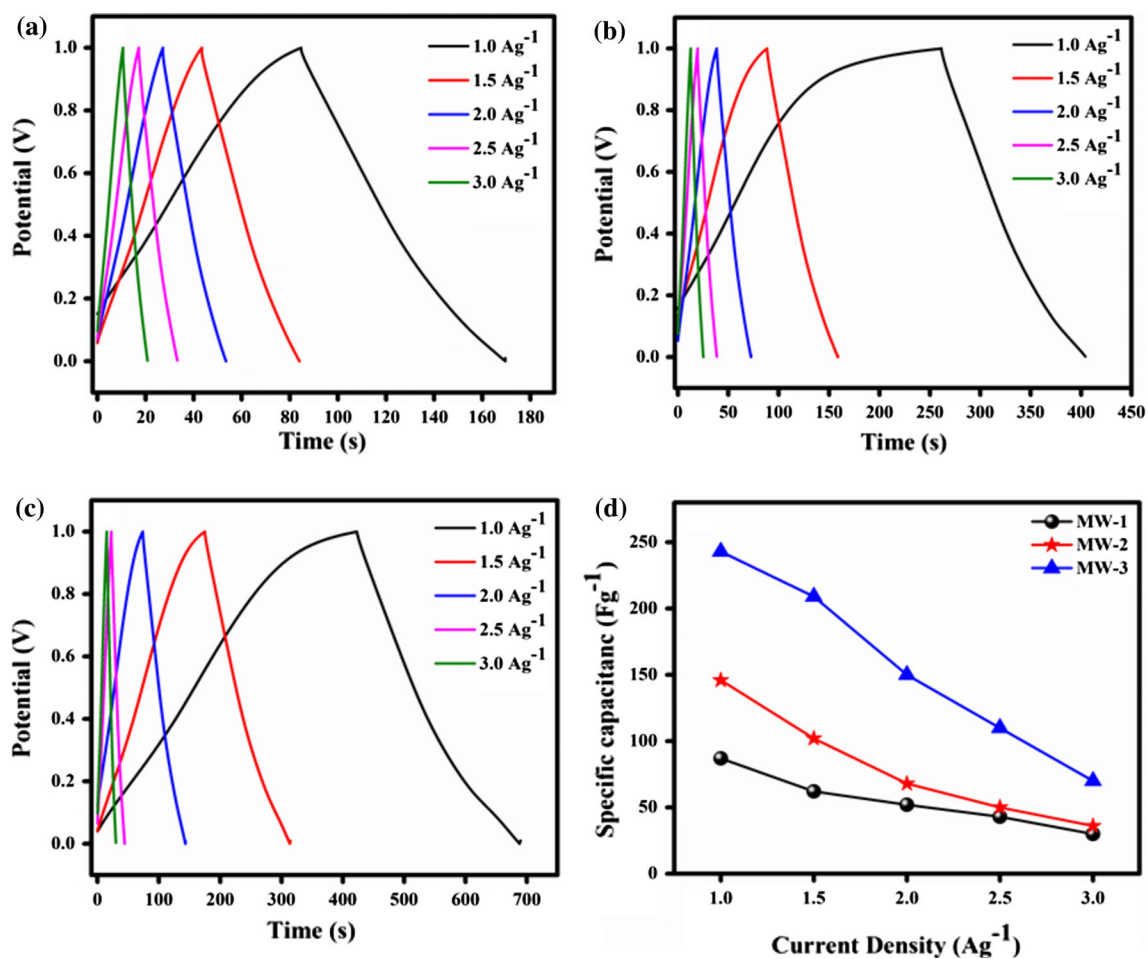 (a)
1.0 Ag⁻¹
1.5 Ag⁻¹
2.0 Ag⁻¹
2.5 Ag⁻¹
3.0 Ag⁻¹
Potential (V)
1.0
0.8
0.6
0.4
0.2
0.0
0 20 40 60 80 100 120 140 160 180
Time (s)
(b)
1.0 Ag⁻¹
1.5 Ag⁻¹
2.0 Ag⁻¹
2.5 Ag⁻¹
3.0 Ag⁻¹
Potential (V)
1.0
0.8
0.6
0.4
0.2
0.0
0 50 100 150 200 250 300 350 400 450
Time (s)
(c)
1.0 Ag⁻¹
1.5 Ag⁻¹
2.0 Ag⁻¹
2.5 Ag⁻¹
3.0 Ag⁻¹
Potential (V)
1.0
0.8
0.6
0.4
0.2
0.0
0 100 200 300 400 500 600 700
Time (s)
(d)
MW-1
MW-2
MW-3
Specific capacitanc (Fg⁻¹)
250
200
150
100
50
0
1.0 1.5 2.0 2.5 3.0
Current Density (Ag⁻¹)